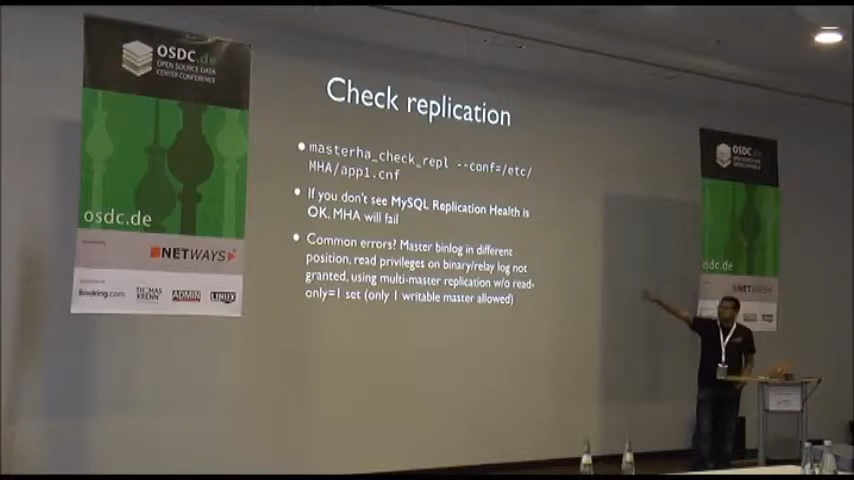 OSDC.de
OPEN SOURCE DATA
CENTER CONFERENCE
osdc.de
NETWAYS
Booking.com
THOMAS
KRENN
ADMIN
LINUX
Check replication
masterha_check_repl --conf=/etc/
MHA/app1.cnf
If you don't see MySQL Replication Health is
OK, MHA will fail
Common errors? Master binlog in different
position, read privileges on binary/relay log not
granted, using multi-master replication w/o read-
only=1 set (only 1 writable master allowed)
OSDC.de
osdc.de
NETWAYS